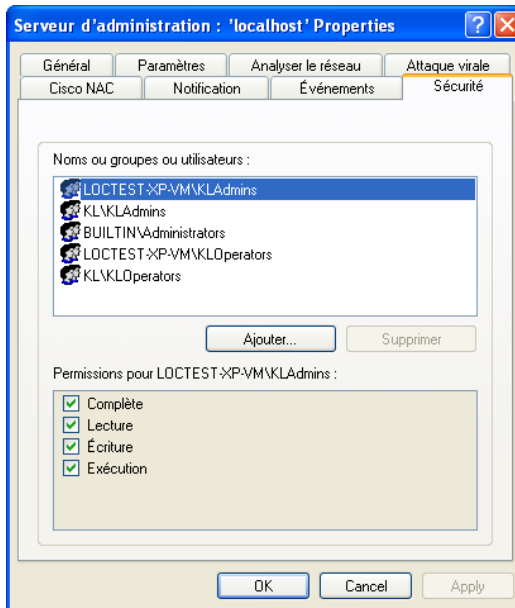 Serveur d'administration : 'localhost' Properties
Général Paramètres Analyser le réseau Attaque virale
Cisco NAC Notification Événements Sécurité
Noms ou groupes ou utilisateurs :
LOCTEST-XP-VM\KLAdmins
KL\KLAdmins
BUILTIN\Administrators
LOCTEST-XP-VM\KLOperators
KL\KLOperators
Ajouter... Supprimer
Permissions pour LOCTEST-XP-VM\KLAdmins :
Complète
Lecture
Écriture
Exécution
OK Cancel Apply